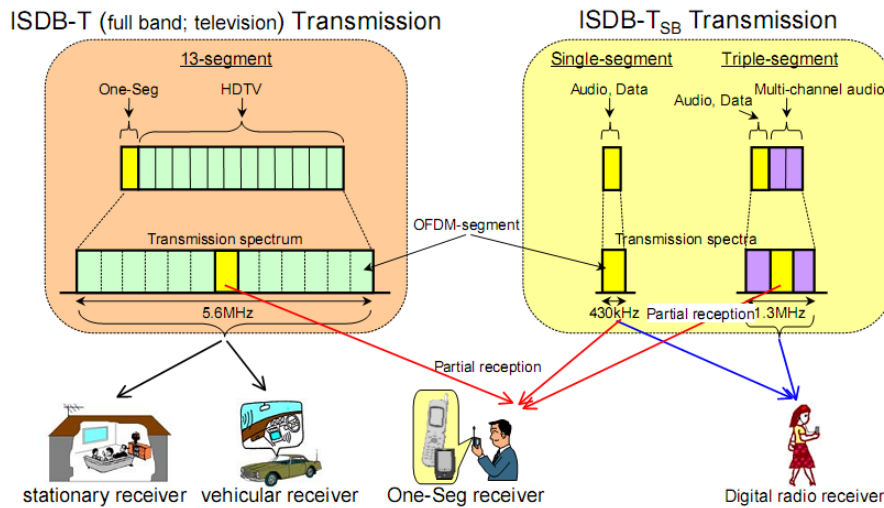 ISDB-T (full band; television) Transmission
ISDB-TSB Transmission
13-segment
One-Seg
HDTV
Single-segment
Triple-segment
Audio, Data
Multi-channel audio
Audio, Data
OFDM-segment
Transmission spectrum
Transmission spectra
5.6MHz
430kHz
Partial reception
1.3MHz
Partial reception
stationary receiver
vehicular receiver
One-Seg receiver
Digital radio receiver